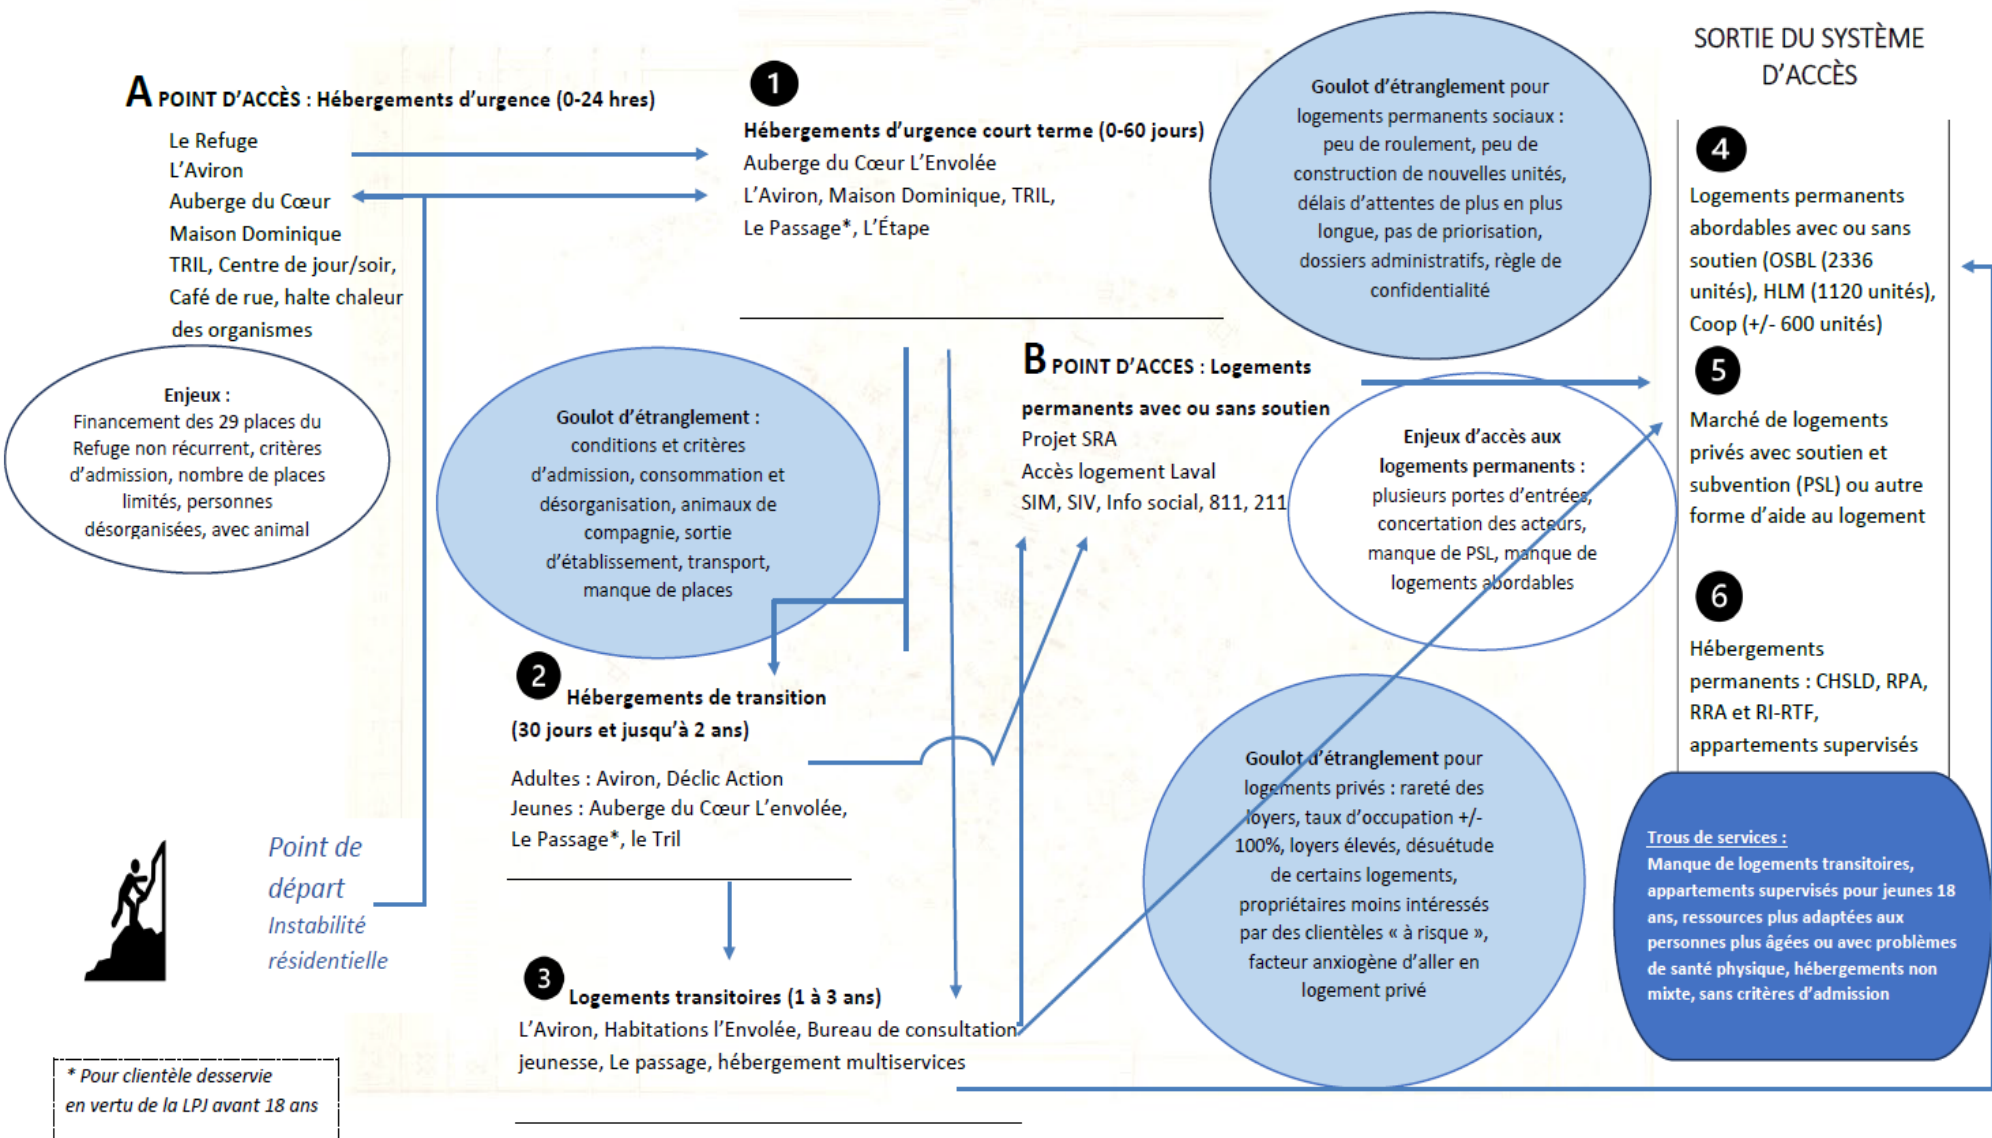 A POINT D'ACCÈS : Hébergements d'urgence (0-24 hres)
Le Refuge
L'Aviron
Auberge du Cœur
Maison Dominique
TRIL, Centre de jour/soir,
Café de rue, halte chaleur
des organismes
Enjeux :
Financement des 29 places du
Refuge non récurrent, critères
d'admission, nombre de places
limités, personnes
désorganisées, avec animal
1
Hébergements d'urgence court terme (0-60 jours)
Auberge du Cœur L'Envolée
L'Aviron, Maison Dominique, TRIL,
Le Passage*, L'Étape
Goulot d'étranglement pour
logements permanents sociaux :
peu de roulement, peu de
construction de nouvelles unités,
délais d'attentes de plus en plus
longue, pas de priorisation,
dossiers administratifs, règle de
confidentialité
SORTIE DU SYSTÈME
D'ACCÈS
4
Logements permanents
abordables avec ou sans
soutien (OSBL (2336
unités), HLM (1120 unités),
Coop (+/- 600 unités)
5
Marché de logements
privés avec soutien et
subvention (PSL) ou autre
forme d'aide au logement
6
Hébergements
permanents : CHSLD, RPA,
RRA et RI-RTF,
appartements supervisés
Goulot d'étranglement :
conditions et critères
d'admission, consommation et
désorganisation, animaux de
compagnie, sortie
d'établissement, transport,
manque de places
B POINT D'ACCES : Logements
permanents avec ou sans soutien
Projet SRA
Accès logement Laval
SIM, SIV, Info social, 811, 211
Enjeux d'accès aux
logements permanents :
plusieurs portes d'entrées,
concertation des acteurs,
manque de PSL, manque de
logements abordables
2
Hébergements de transition
(30 jours et jusqu'à 2 ans)
Adultes : Aviron, Déclic Action
Jeunes : Auberge du Cœur L'envolée,
Le Passage*, le Tril
Goulot d'étranglement pour
logements privés : rareté des
loyers, taux d'occupation +/-
100%, loyers élevés, désuétude
de certains logements,
propriétaires moins intéressés
par des clientèles « à risque »,
facteur anxiogène d'aller en
logement privé
Trous de services :
Manque de logements transitoires,
appartements supervisés pour jeunes 18
ans, ressources plus adaptées aux
personnes plus âgées ou avec problèmes
de santé physique, hébergements non
mixte, sans critères d'admission
Point de
départ
Instabilité
résidentielle
3
Logements transitoires (1 à 3 ans)
L'Aviron, Habitations l'Envolée, Bureau de consultation
jeunesse, Le passage, hébergement multiservices
* Pour clientèle desservie
en vertu de la LPJ avant 18 ans